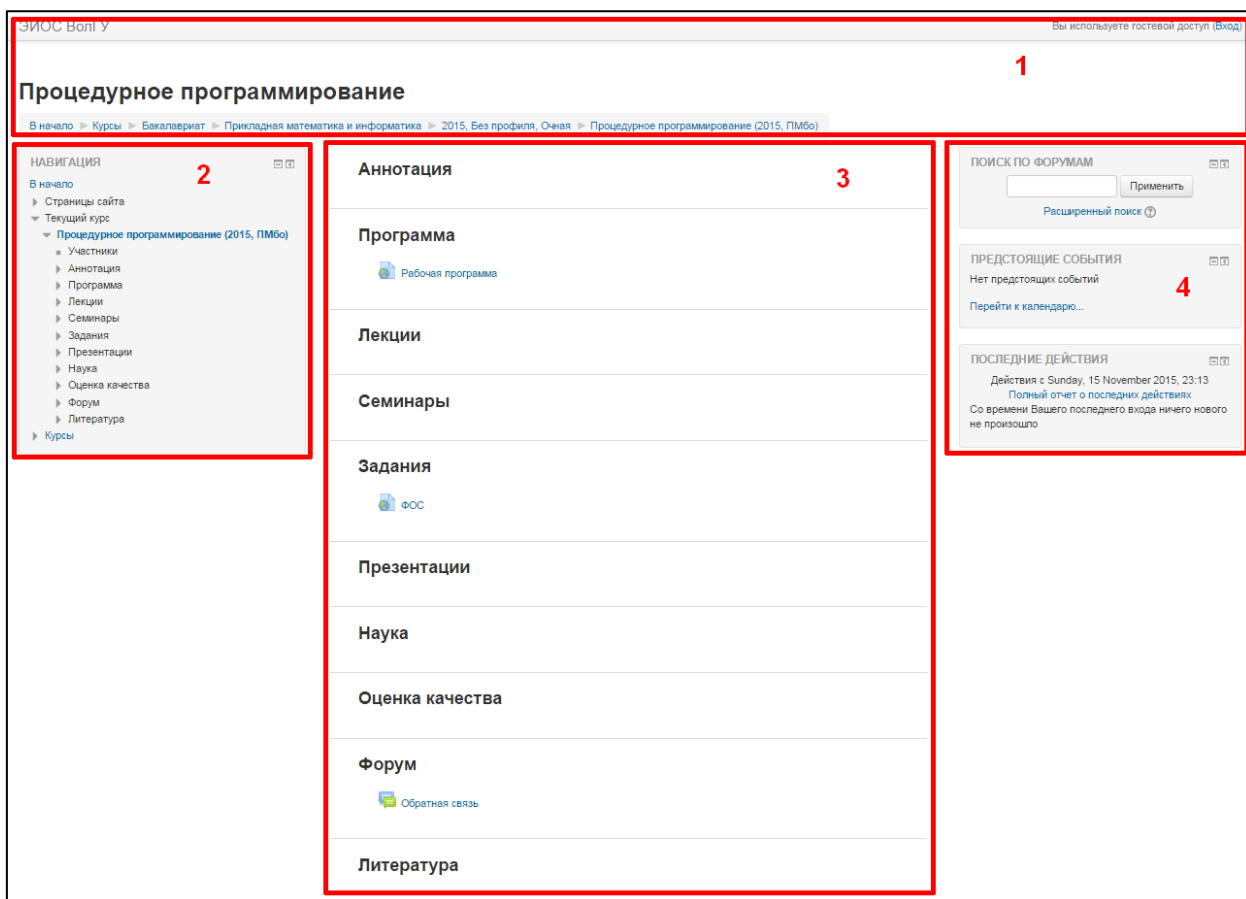 ЭИОС ВолГУ
Вы используете гостевой доступ (Вход)
1
Процедурное программирование
В начало ► Курсы ► Бакалавриат ► Прикладная математика и информатика ► 2015, Без профиля, Очная ► Процедурное программирование (2015, ПМбо)
НАВИГАЦИЯ
2
В начало
Страницы сайта
Текущий курс
Процедурное программирование (2015, ПМбо)
Участники
Аннотация
Программа
Лекции
Семинары
Задания
Презентации
Наука
Оценка качества
Форум
Литература
Курсы
Аннотация
3
Программа
Рабочая программа
Лекции
Семинары
Задания
ФОС
Презентации
Наука
Оценка качества
Форум
Обратная связь
Литература
ПОИСК ПО ФОРУМАМ
Применить
Расширенный поиск
ПРЕДСТОЯЩИЕ СОБЫТИЯ
Нет предстоящих событий
4
Перейти к календарю...
ПОСЛЕДНИЕ ДЕЙСТВИЯ
Действия с Sunday, 15 November 2015, 23:13
Полный отчет о последних действиях
Со времени Вашего последнего входа ничего нового
не произошло